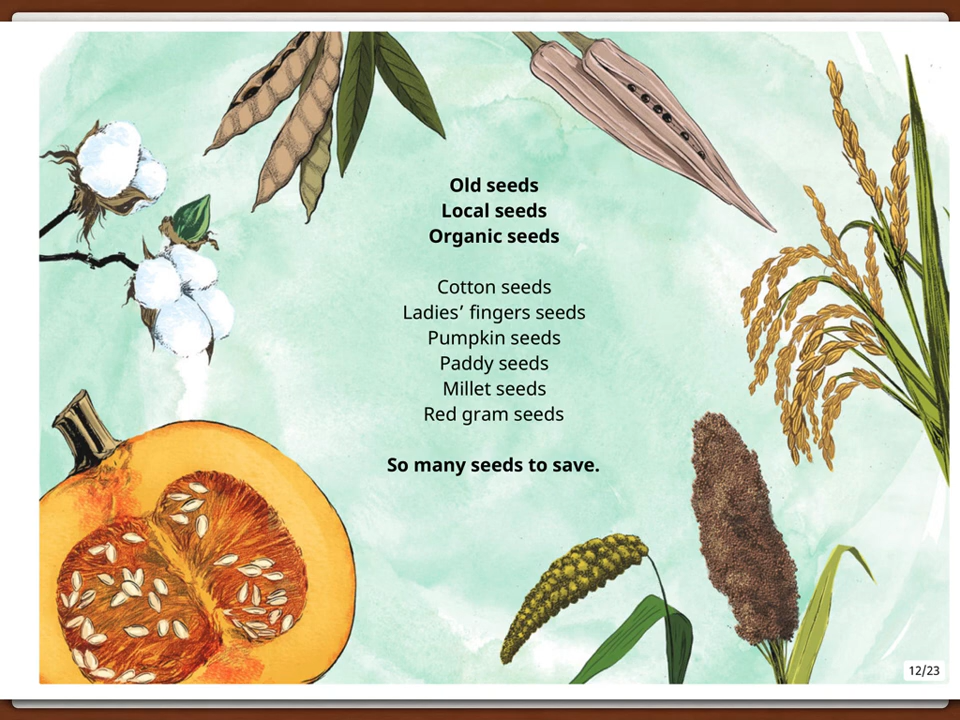 Old seeds
Local seeds
Organic seeds
Cotton seeds
Ladies’ fingers seeds
Pumpkin seeds
Paddy seeds
Millet seeds
Red gram seeds
So many seeds to save.
12/23